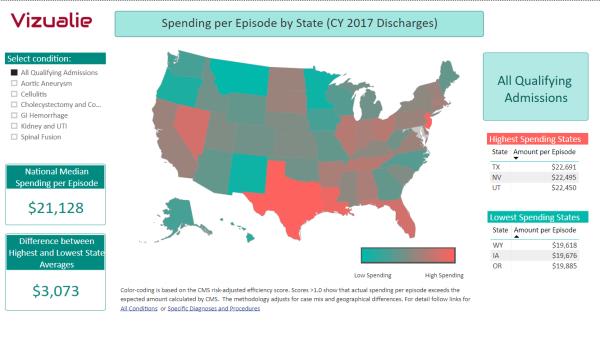 Vizualie
Spending per Episode by State (CY 2017 Discharges)
Select condition:
All Qualifying Admissions
Aortic Aneurysm
Cellulitis
Cholecystectomy and Co...
GI Hemorrhage
Kidney and UTI
Spinal Fusion
National Median
Spending per Episode
$21,128
Difference between
Highest and Lowest State
Averages
$3,073
Low Spending
High Spending
Color-coding is based on the CMS risk-adjusted efficiency score. Scores >1.0 show that actual spending per episode exceeds the
expected amount calculated by CMS. The methodology adjusts for case mix and geographical differences. For detail follow links for
All Conditions or Specific Diagnoses and Procedures
All Qualifying
Admissions
Highest Spending States
State Amount per Episode
TX $22,691
NV $22,495
UT $22,450
Lowest Spending States
State Amount per Episode
WY $19,618
IA $19,676
OR $19,885